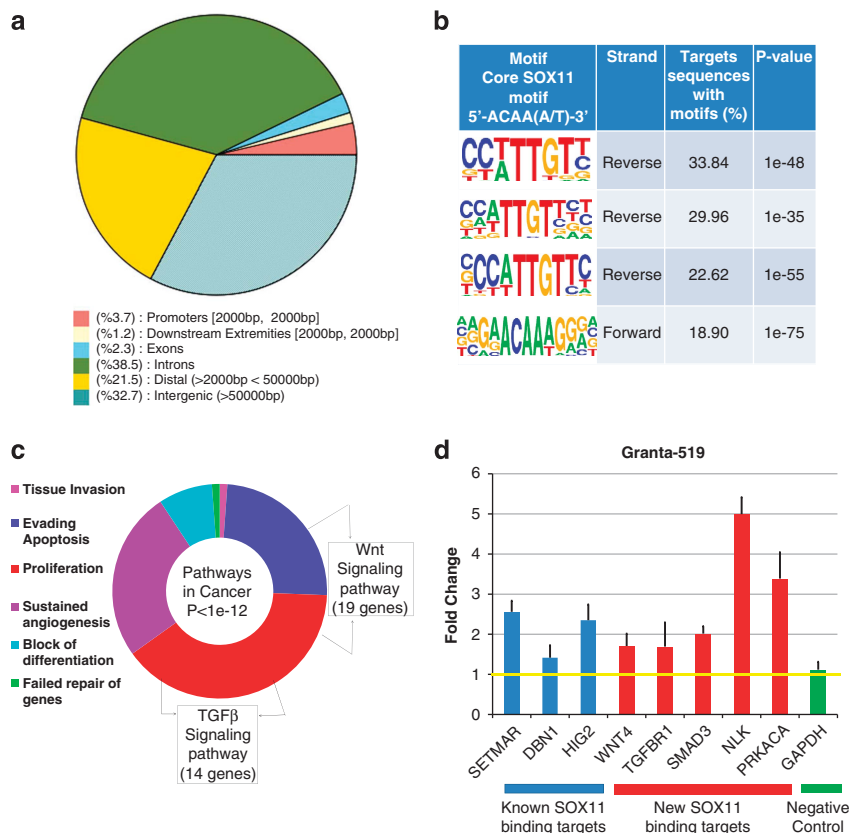 a
(%3.7) : Promoters [2000bp, 2000bp]
(%1.2) : Downstream Extremities [2000bp, 2000bp]
(%2.3) : Exons
(%38.5) : Introns
(%21.5) : Distal (>2000bp < 50000bp)
(%32.7) : Intergenic (>50000bp)
b
Motif
Core SOX11
motif
5'-ACAA(A/T)-3'
Strand
Targets
sequences
with
motifs (%)
P-value
Reverse
33.84
1e-48
Reverse
29.96
1e-35
Reverse
22.62
1e-55
Forward
18.90
1e-75
c
Tissue Invasion
Evading
Apoptosis
Proliferation
Sustained
angiogenesis
Block of
differentiation
Failed repair of
genes
Pathways
in Cancer
P<1e-12
Wnt
Signaling
pathway
(19 genes)
TGFβ
Signaling
pathway
(14 genes)
d
Granta-519
Fold Change
6
5
4
3
2
1
0
SETMAR
DBN1
HIG2
WNT4
TGFBR1
SMAD3
NLK
PRKACA
GAPDH
Known SOX11
binding targets
New SOX11
binding targets
Negative
Control